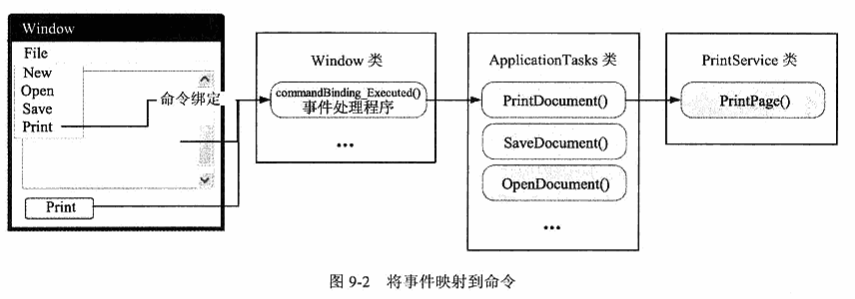 Window
File
New
Open
Save
Print
命令绑定
Print
Window 类
commandBinding_Executed()
事件处理程序
...
ApplicationTasks 类
PrintDocument()
SaveDocument()
OpenDocument()
...
PrintService 类
PrintPage()
图 9-2 将事件映射到命令